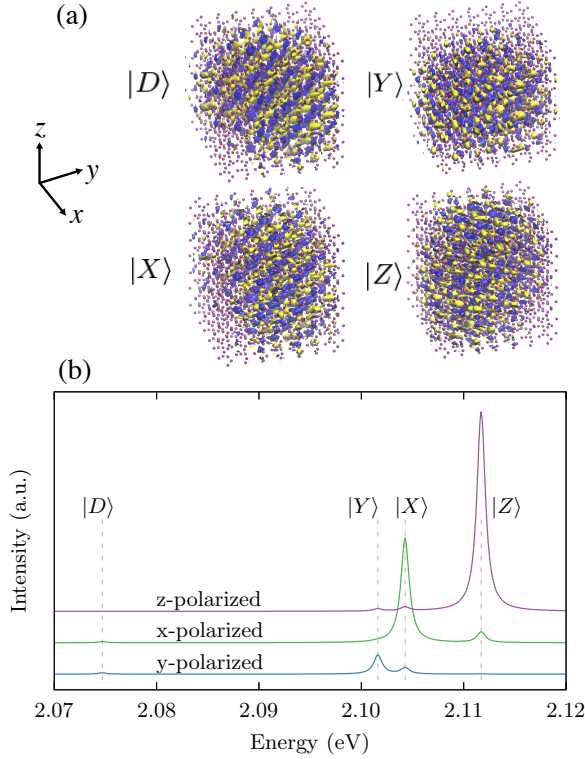 (a)
|D⟩
|Y⟩
z
y
x
|X⟩
|Z⟩
(b)
|D⟩
|Y⟩
|X⟩
|Z⟩
Intensity (a.u.)
z-polarized
x-polarized
y-polarized
2.07
2.08
2.09
2.10
2.11
2.12
Energy (eV)